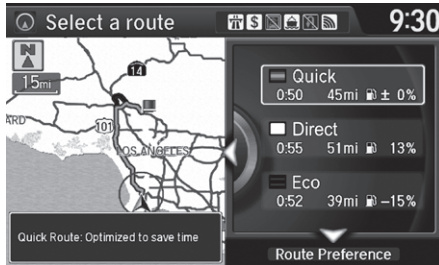 Select a route
$
9:30
N
15mi
14
101
LOS ANGELES
Quick
0:50 45mi ± 0%
Direct
0:55 51mi 13%
Eco
0:52 39mi –15%
Quick Route: Optimized to save time
Route Preference